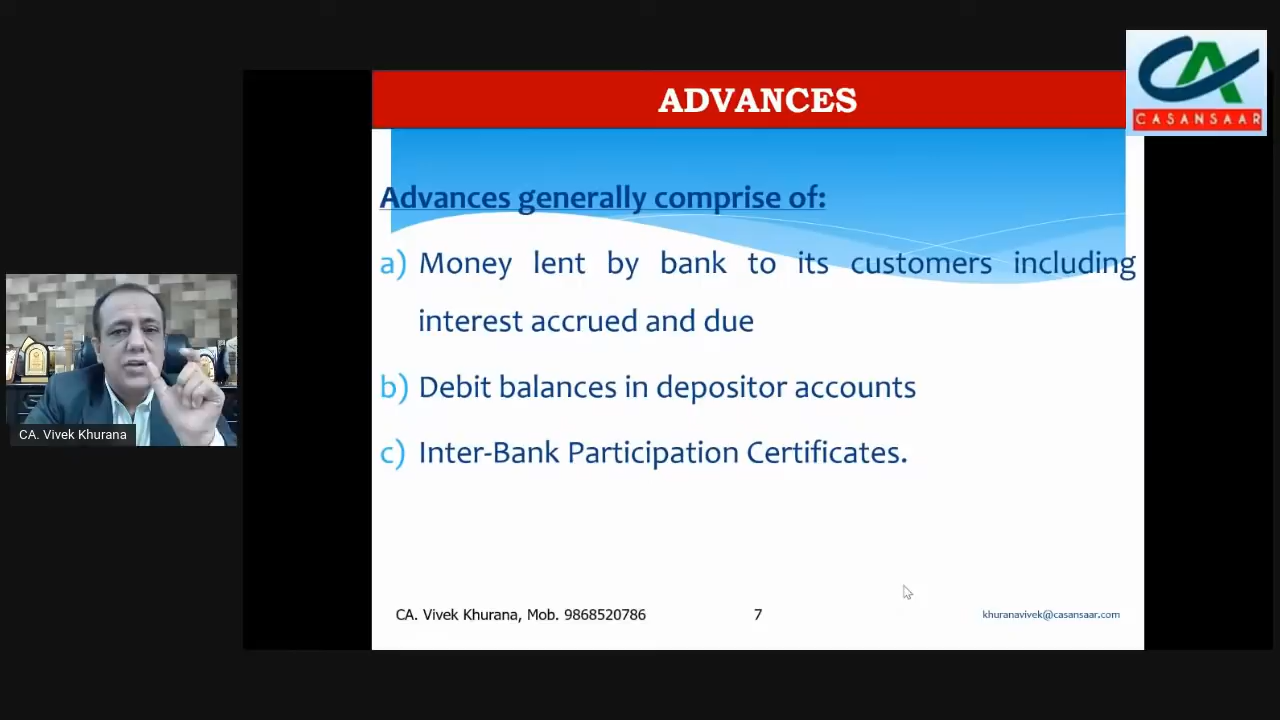 ADVANCES
CASANSAAR
Advances generally comprise of:
a) Money lent by bank to its customers including
interest accrued and due
b) Debit balances in depositor accounts
c) Inter-Bank Participation Certificates.
CA. Vivek Khurana
CA. Vivek Khurana, Mob. 9868520786 7 khuranavivek@casansaar.com